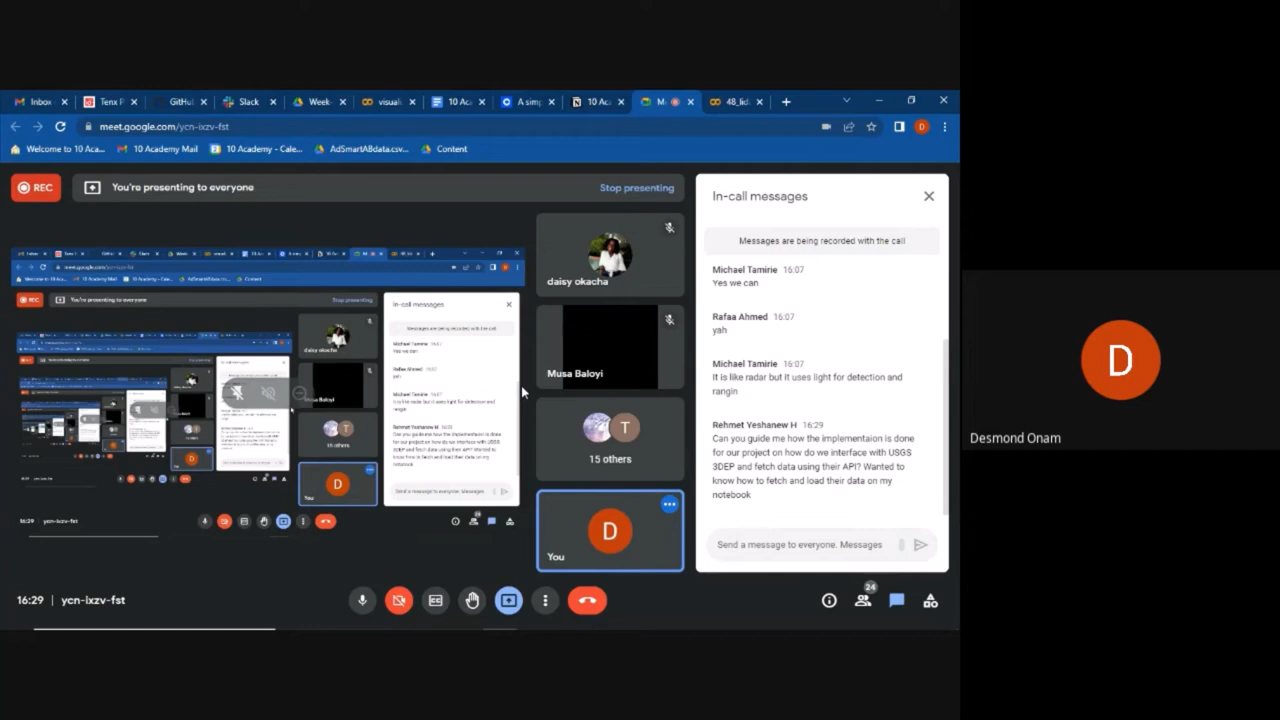 Inbox
Tenx P
GitHub
Slack
Week-
visuali
10 Aca
A simp
10 Aca
M
48_lid
meet.google.com/ycn-ixzv-fst
Welcome to 10 Aca...
10 Academy Mail
10 Academy - Cale...
AdSmartABdata.csv...
Content
REC
You're presenting to everyone
Stop presenting
daisy okacha
Musa Baloyi
T
15 others
D
You
In-call messages
Messages are being recorded with the call
Michael Tamirie 16:07
Yes we can
Rafaa Ahmed 16:07
yah
Michael Tamirie 16:07
It is like radar but it uses light for detection and
rangin
Rehmet Yeshanew H 16:29
Can you guide me how the implementaion is done
for our project on how do we interface with USGS
3DEP and fetch data using their API? Wanted to
know how to fetch and load their data on my
notebook
Send a message to everyone. Messages
16:29 | ycn-ixzv-fst
24
D
Desmond Onam